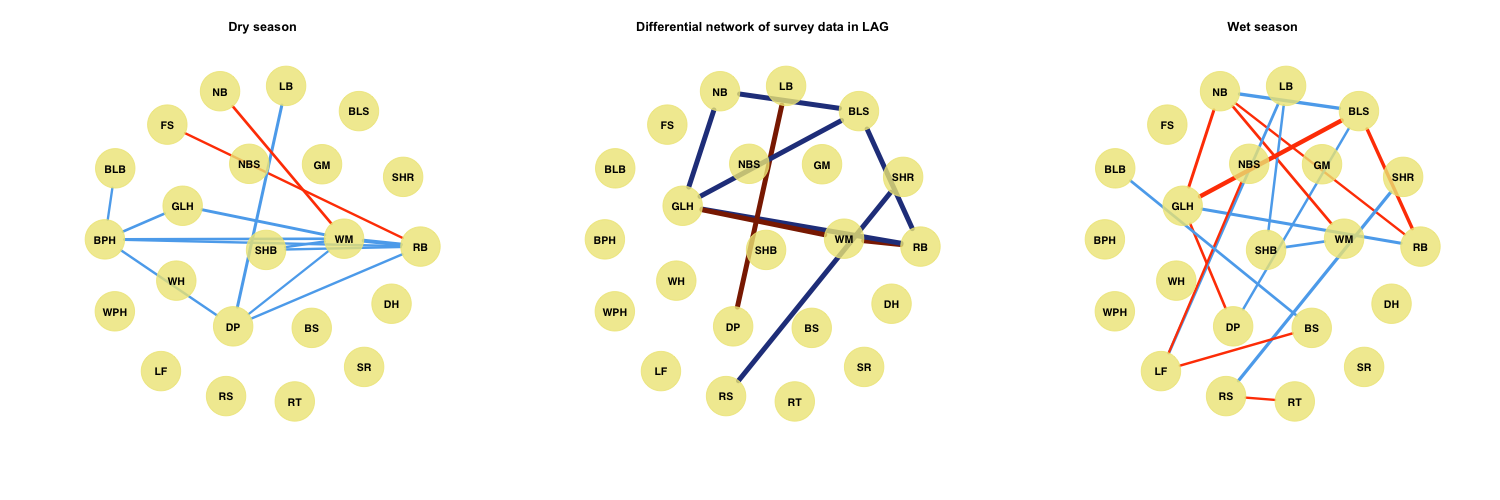 Dry season
LB
NB
BLS
FS
NBS
GM
BLB
SHR
GLH
BPH
WM
RB
SHB
WH
DH
WPH
DP
BS
SR
LF
RS
RT
Differential network of survey data in LAG
LB
NB
BLS
FS
NBS
GM
BLB
SHR
GLH
BPH
WM
RB
SHB
WH
DH
WPH
DP
BS
SR
LF
RS
RT
Wet season
LB
NB
BLS
FS
NBS
GM
BLB
SHR
GLH
BPH
WM
RB
SHB
WH
DH
WPH
DP
BS
SR
LF
RS
RT